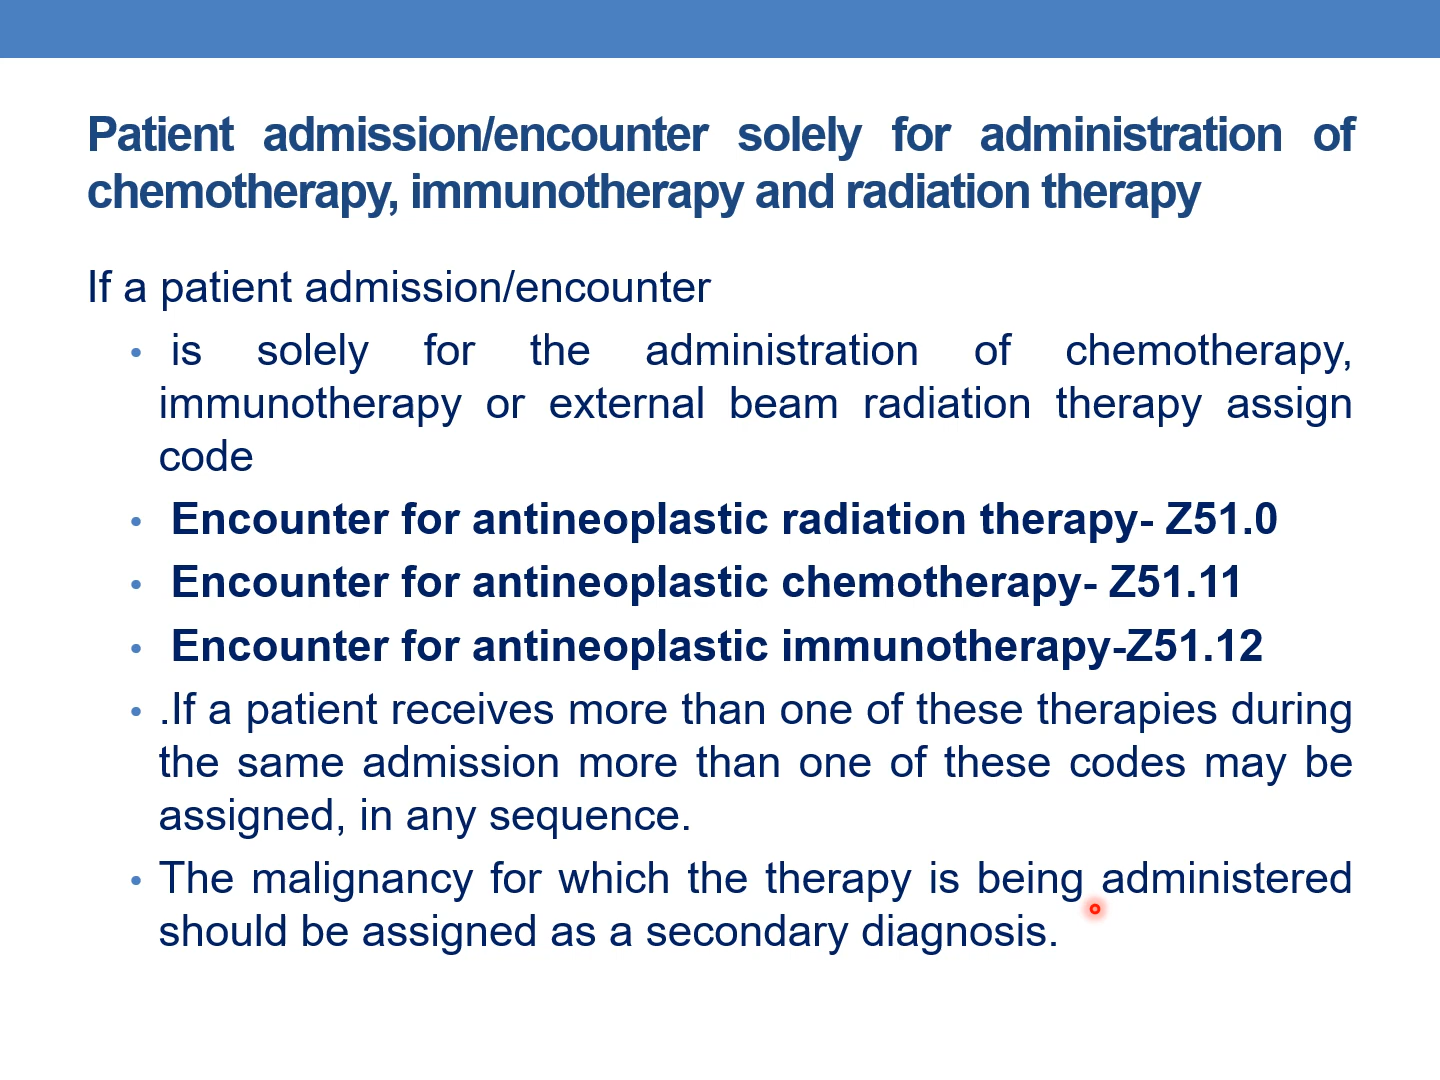 Patient admission/encounter solely for administration of
chemotherapy, immunotherapy and radiation therapy
If a patient admission/encounter
• is solely for the administration of chemotherapy,
immunotherapy or external beam radiation therapy assign
code
• Encounter for antineoplastic radiation therapy- Z51.0
• Encounter for antineoplastic chemotherapy- Z51.11
• Encounter for antineoplastic immunotherapy-Z51.12
• .If a patient receives more than one of these therapies during
the same admission more than one of these codes may be
assigned, in any sequence.
• The malignancy for which the therapy is being administered
should be assigned as a secondary diagnosis.